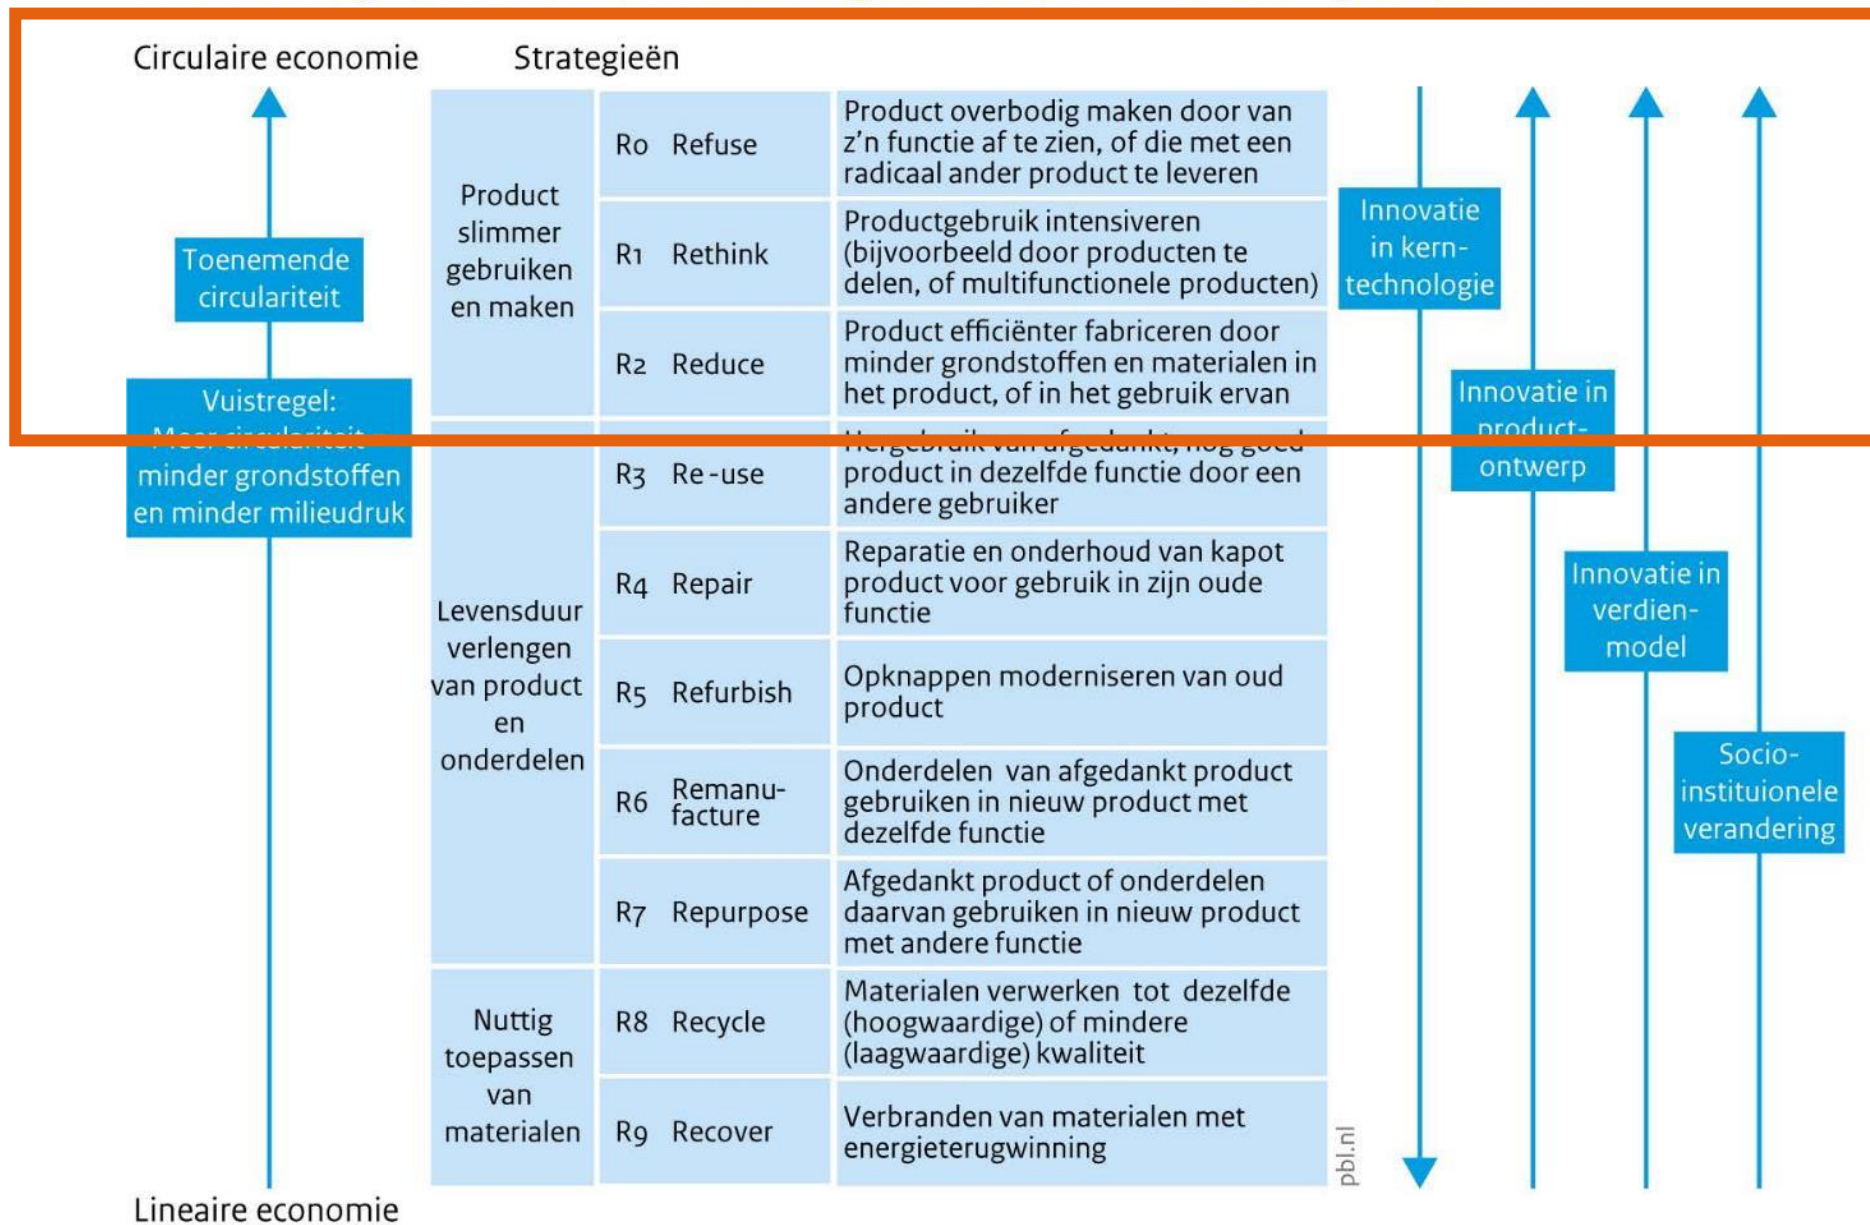 Circulaire economie
Strategieën
Toenemende
circulariteit
Vuistregel:
Meer circulariteit
minder grondstoffen
en minder milieudruk
Lineaire economie
Product
slimmer
gebruiken
en maken
R0 Refuse
Product overbodig maken door van
z'n functie af te zien, of die met een
radicaal ander product te leveren
R1 Rethink
Productgebruik intensiveren
(bijvoorbeeld door producten te
delen, of multifunctionele producten)
R2 Reduce
Product efficiënter fabriceren door
minder grondstoffen en materialen in
het product, of in het gebruik ervan
Levensduur
verlengen
van product
en
onderdelen
R3 Re-use
Hergebruik van afgedankt, nog goed
product in dezelfde functie door een
andere gebruiker
R4 Repair
Reparatie en onderhoud van kapot
product voor gebruik in zijn oude
functie
R5 Refurbish
Opknappen moderniseren van oud
product
R6 Remanu-
facture
Onderdelen van afgedankt product
gebruiken in nieuw product met
dezelfde functie
R7 Repurpose
Afgedankt product of onderdelen
daarvan gebruiken in nieuw product
met andere functie
Nuttig
toepassen
van
materialen
R8 Recycle
Materialen verwerken tot dezelfde
(hoogwaardige) of mindere
(laagwaardige) kwaliteit
R9 Recover
Verbranden van materialen met
energieterugwinning
pbl.nl
Innovatie
in kern-
technologie
Innovatie in
product-
ontwerp
Innovatie in
verdien-
model
Socio-
instituionele
verandering